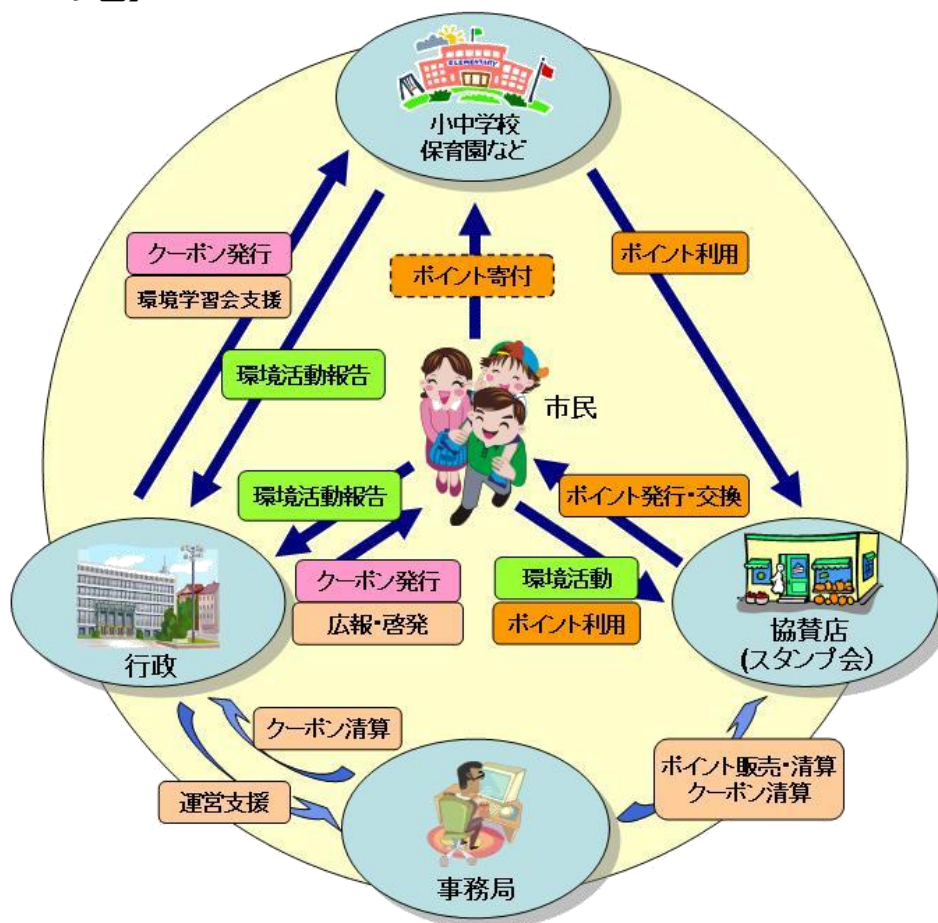 ELEMENTARY
小中学校
保育園など
クーポン発行
環境学習会支援
ポイント寄付
ポイント利用
環境活動報告
市民
環境活動報告
ポイント発行・交換
クーポン発行
広報・啓発
環境活動
ポイント利用
行政
協賛店
(スタンプ会)
クーポン清算
運営支援
ポイント販売・清算
クーポン清算
事務局